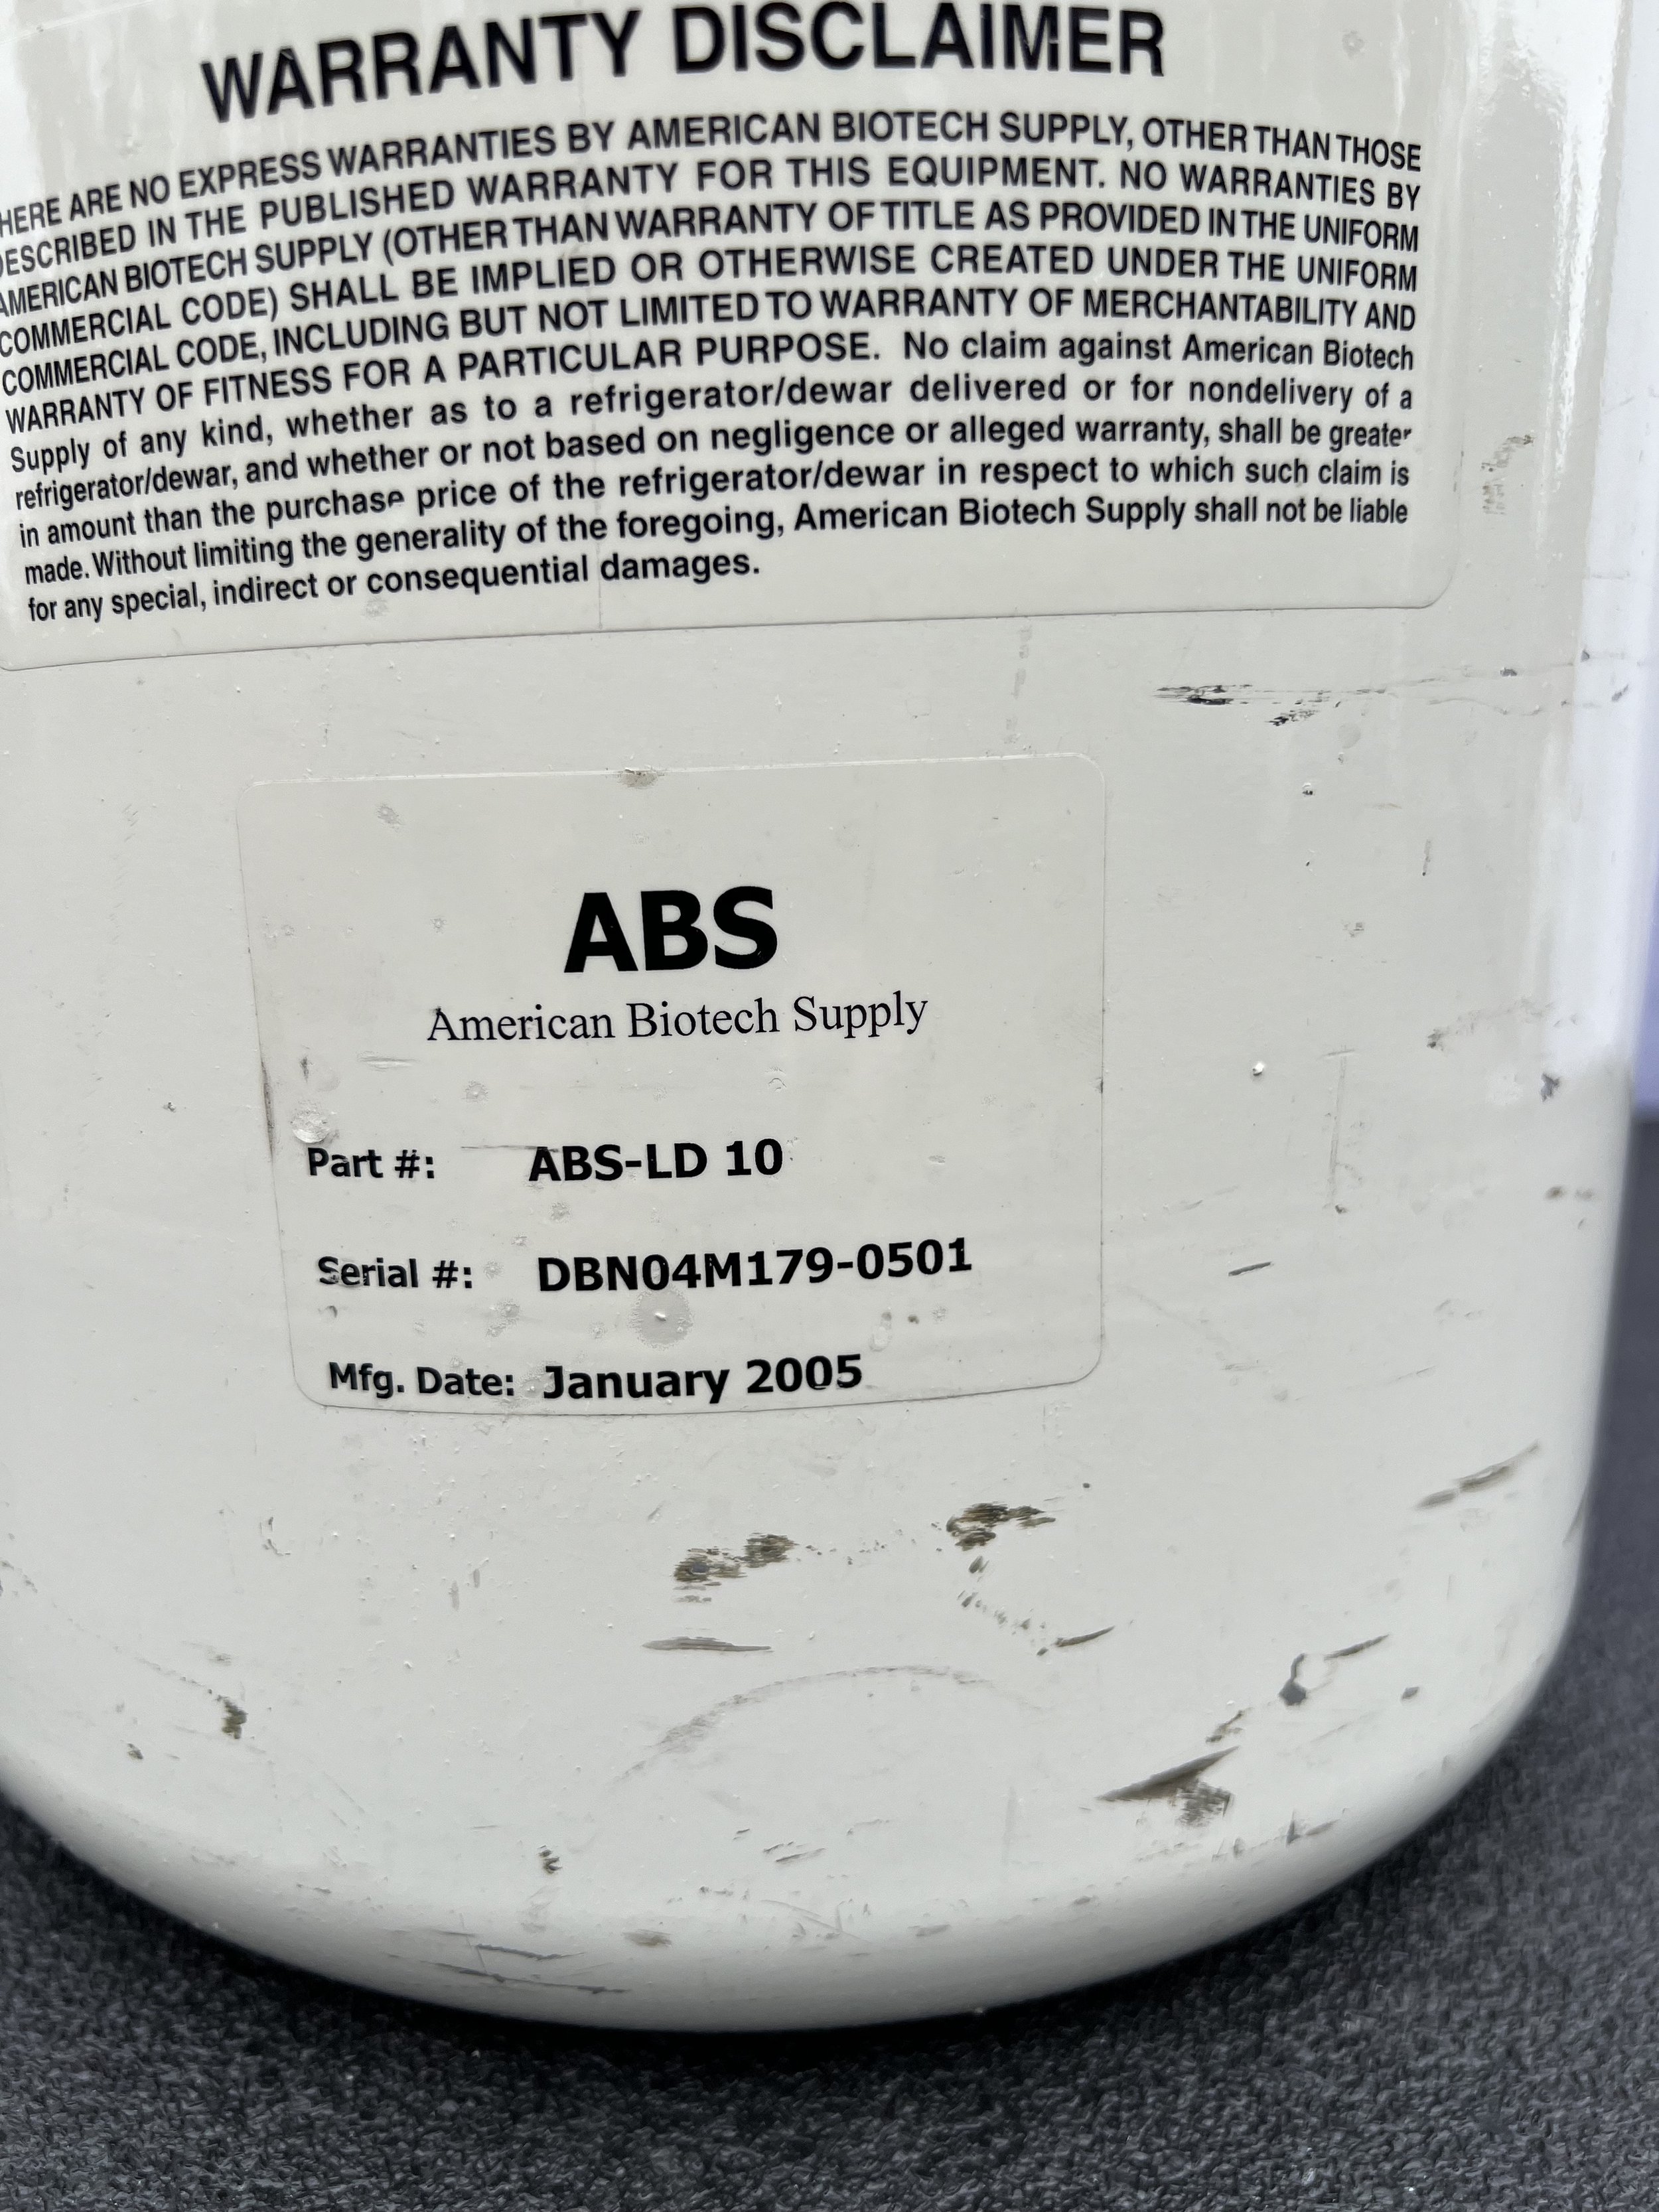 WARRANTY DISCLAIMER
HERE ARE NO EXPRESS WARRANTIES BY AMERICAN BIOTECH SUPPLY, OTHER THAN THOSE
DESCRIBED IN THE PUBLISHED WARRANTY FOR THIS EQUIPMENT. NO WARRANTIES BY
AMERICAN BIOTECH SUPPLY (OTHER THAN WARRANTY OF TITLE AS PROVIDED IN THE UNIFORM
COMMERCIAL CODE) SHALL BE IMPLIED OR OTHERWISE CREATED UNDER THE UNIFORM
COMMERCIAL CODE, INCLUDING BUT NOT LIMITED TO WARRANTY OF MERCHANTABILITY AND
WARRANTY OF FITNESS FOR A PARTICULAR PURPOSE. No claim against American Biotech
Supply of any kind, whether as to a refrigerator/dewar delivered or for nondelivery of a
refrigerator/dewar, and whether or not based on negligence or alleged warranty, shall be greater
in amount than the purchase price of the refrigerator/dewar in respect to which such claim is
made. Without limiting the generality of the foregoing, American Biotech Supply shall not be liable
for any special, indirect or consequential damages.
ABS
American Biotech Supply
Part #: ABS-LD 10
Serial #: DBN04M179-0501
Mfg. Date: January 2005